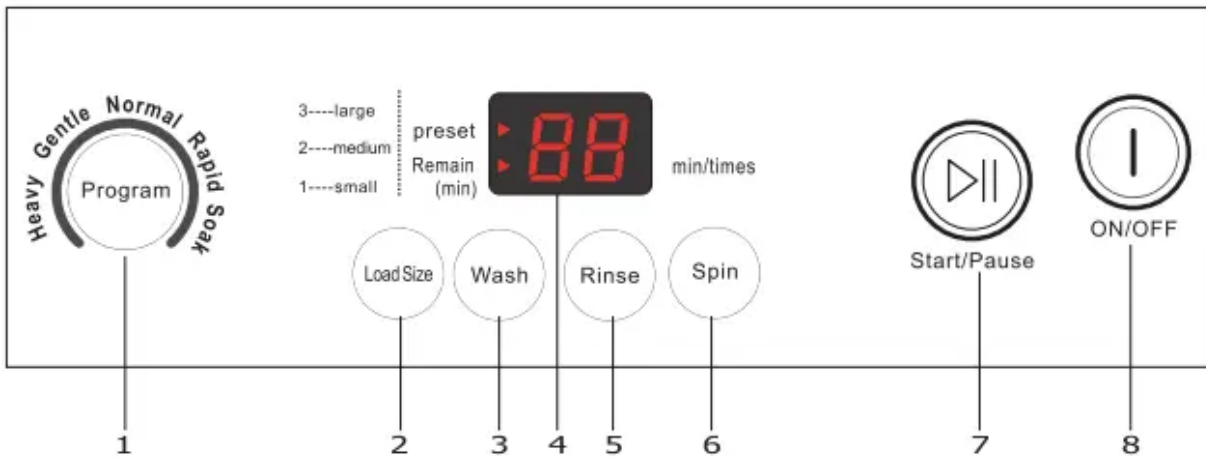 Heavy Gentle Normal Rapid Soak
Program
3----large
2----medium
1----small
preset
Remain
(min)
88
min/times
Load Size
Wash
Rinse
Spin
Start/Pause
ON/OFF
1
2
3
4
5
6
7
8